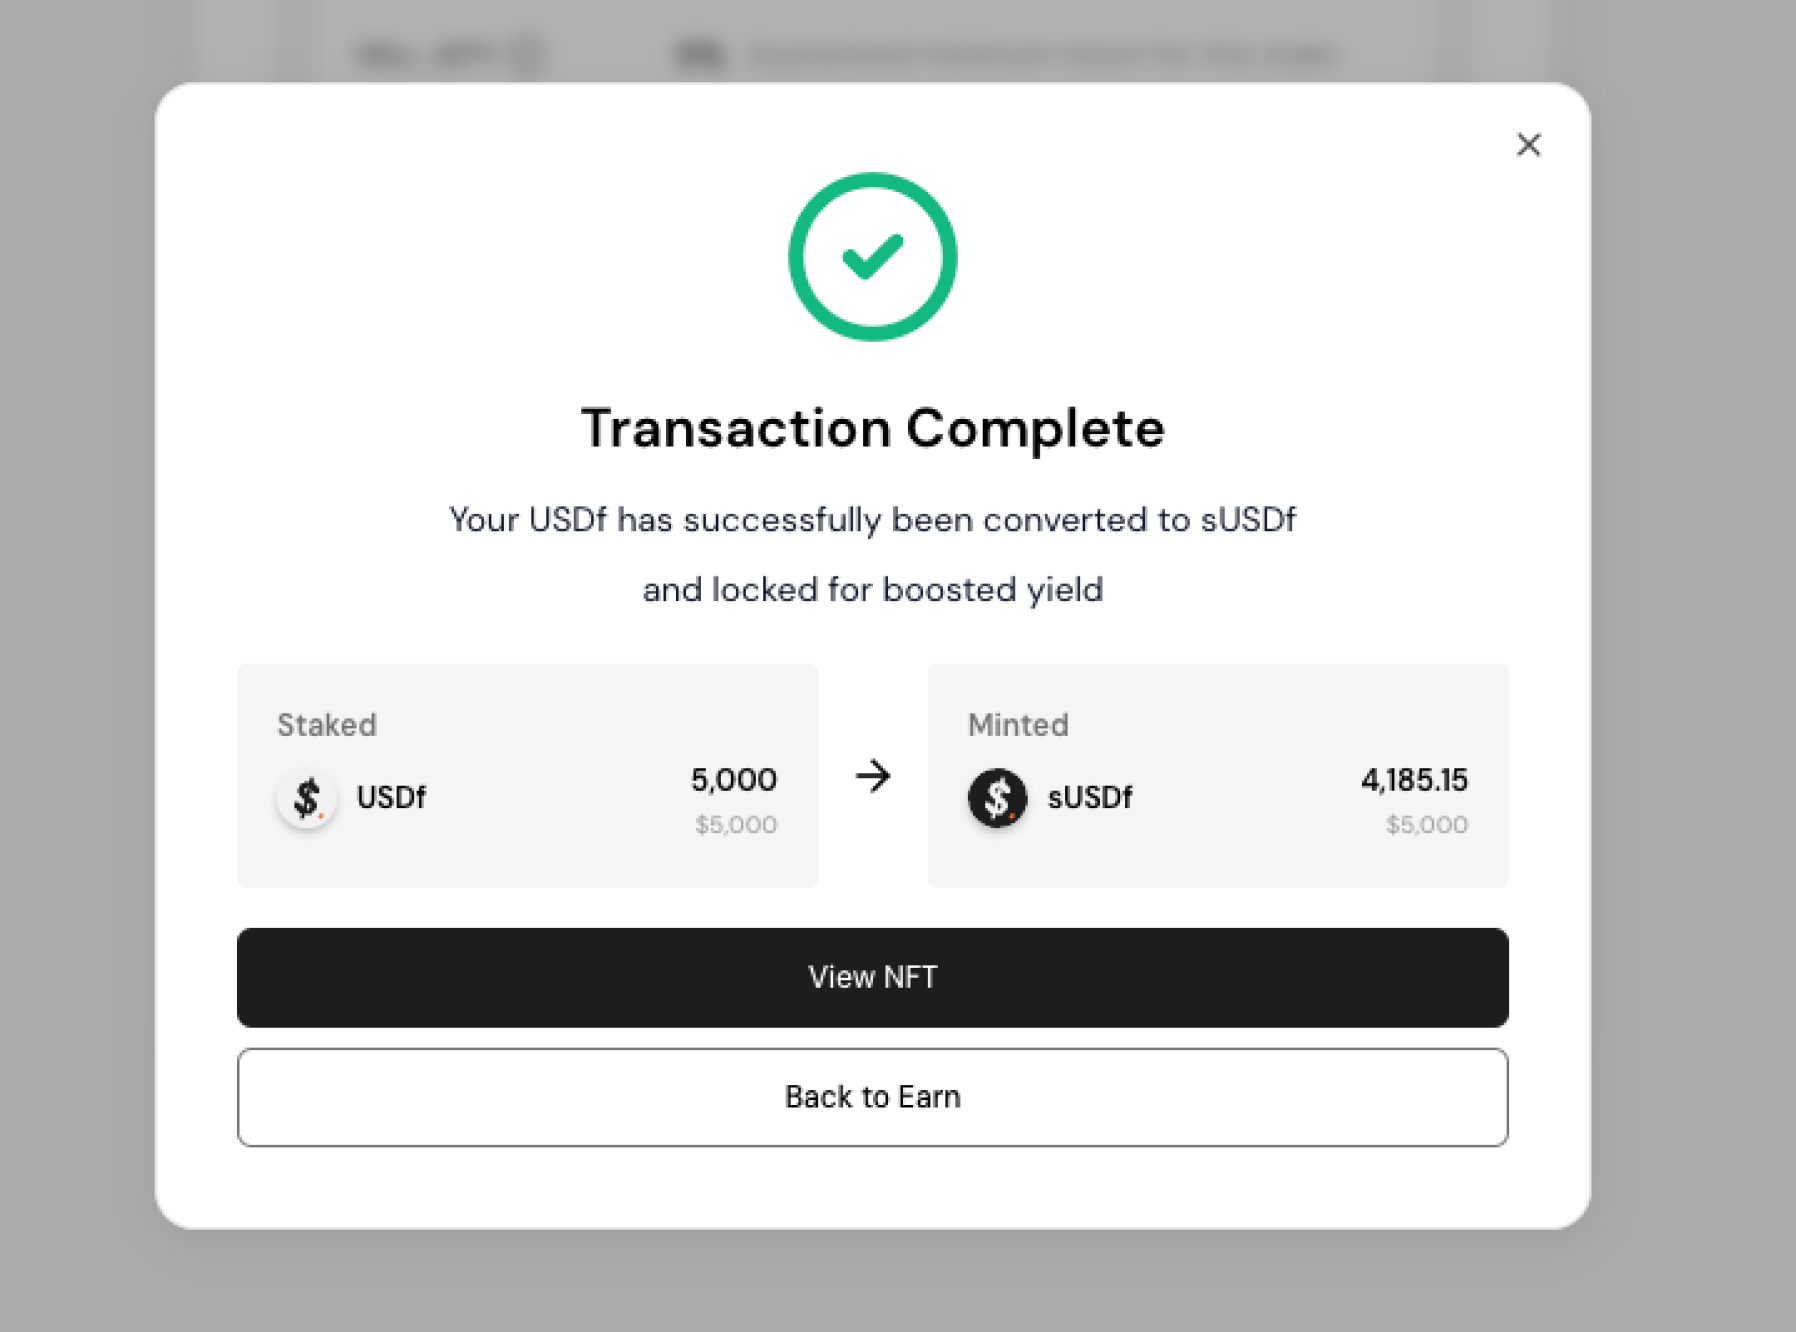 Transaction Complete
Your USDf has successfully been converted to sUSDf
and locked for boosted yield
Staked
USDf
5,000
$5,000
Minted
sUSDf
4,185.15
$5,000
View NFT
Back to Earn